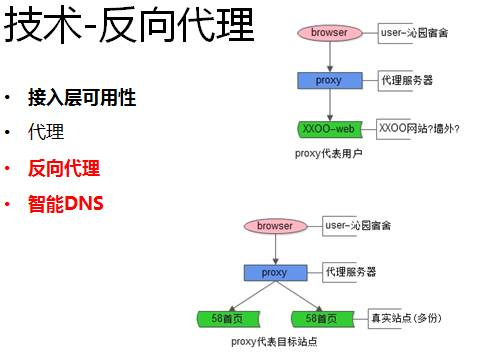 技术-反向代理
• 接入层可用性
• 代理
• 反向代理
• 智能DNS
browser
user-沁园宿舍
proxy
代理服务器
XXOO-web
XXOO网站?墙外?
proxy代表用户
browser
user-沁园宿舍
proxy
代理服务器
58首页
58首页
真实站点(多份)
proxy代表目标站点